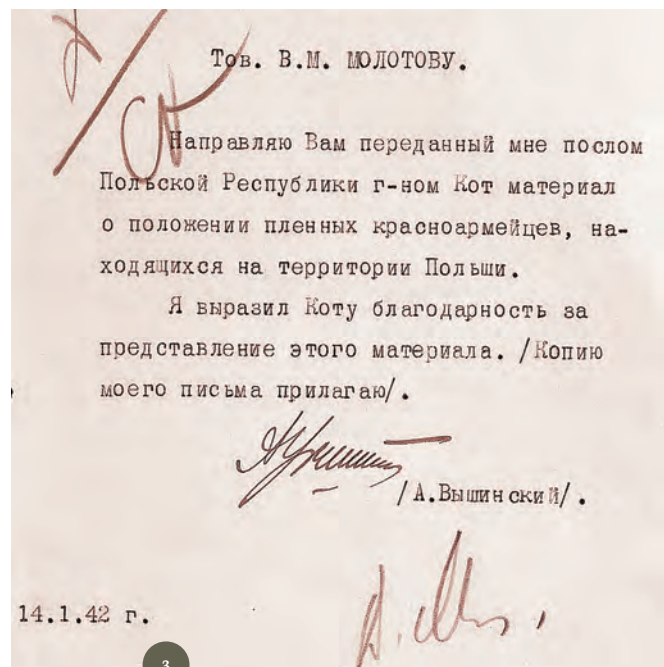 Тов. В.М. МОЛОТОВУ.
Направляю Вам переданный мне послом
Польской Республики г-ном Кот материал
о положении пленных красноармейцев, на-
ходящихся на территории Польши.
Я выразил Коту благодарность за
представление этого материала. /Копию
моего письма прилагаю/.
/А.Вышинский/.
14.1.42 г.
3